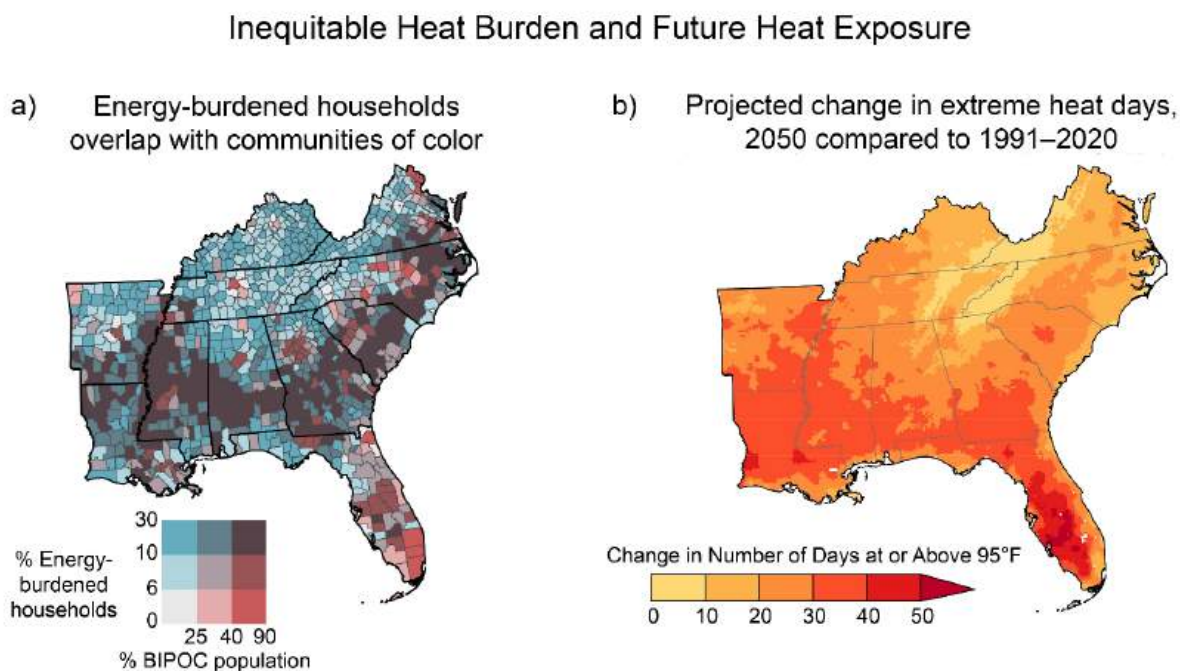 Inequitable Heat Burden and Future Heat Exposure
a) Energy-burdened households
overlap with communities of color
b) Projected change in extreme heat days,
2050 compared to 1991–2020
% Energy-
burdened
households
30
10
6
0
25 40 90
% BIPOC population
Change in Number of Days at or Above 95°F
0 10 20 30 40 50